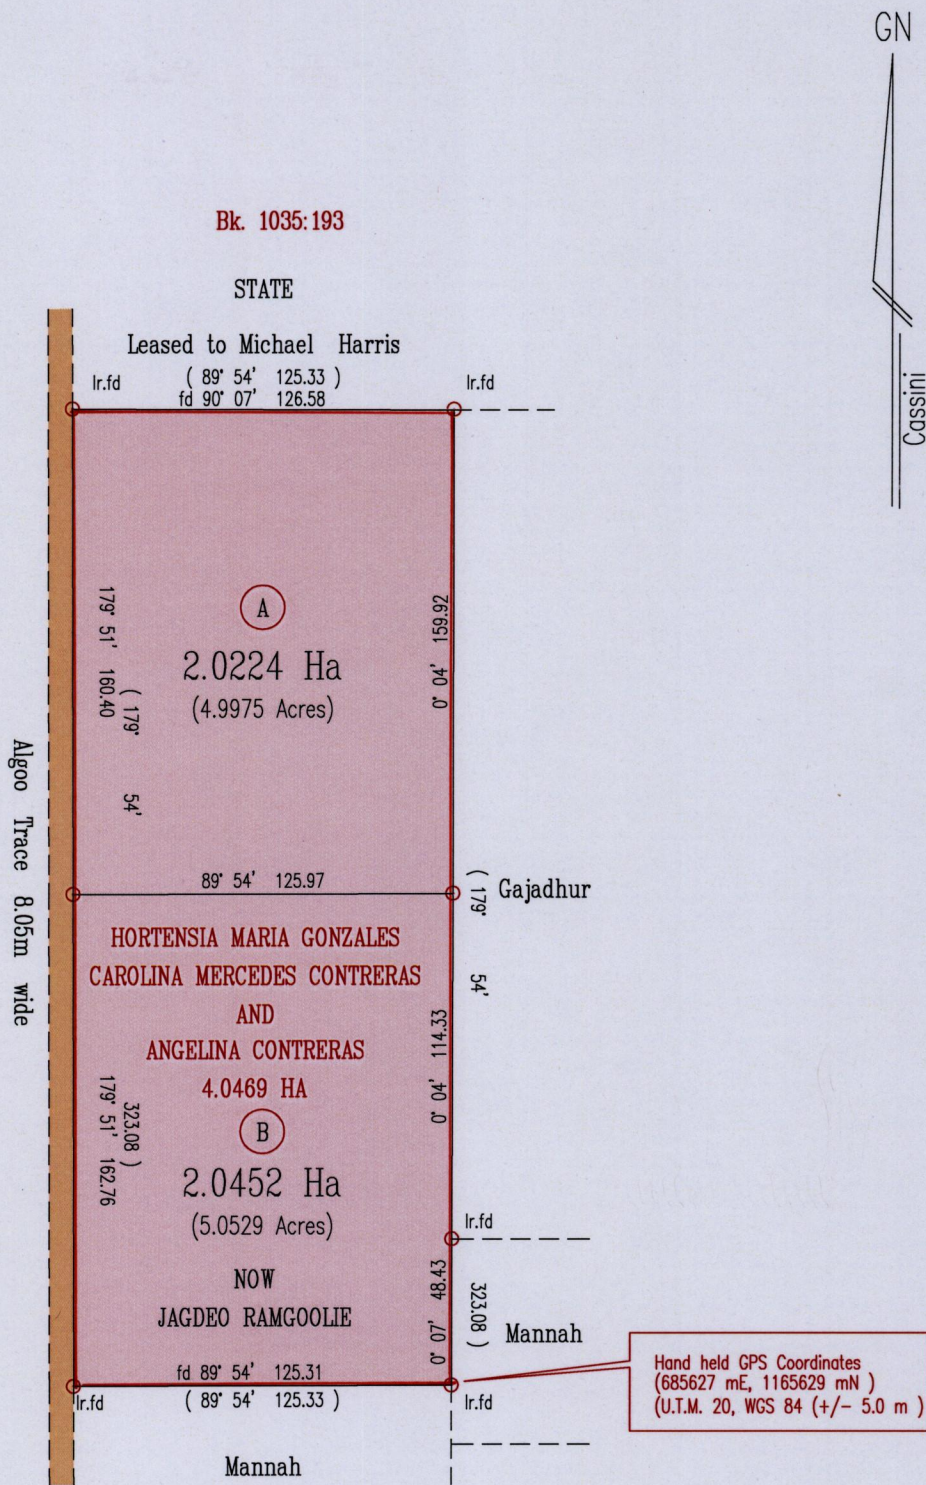 GN
Cassini
Bk. 1035:193
STATE
Leased to Michael Harris
( 89° 54' 125.33 )
fd 90° 07' 126.58
Ir.fd
Ir.fd
A
2.0224 Ha
(4.9975 Acres)
179° 51' 160.40
( 179° 54' 323.08 )
0° 04' 159.92
Algoo Trace 8.05m wide
89° 54' 125.97
( 179° 54' 323.08 )
Gajadhur
HORTENSIA MARIA GONZALES
CAROLINA MERCEDES CONTRERAS
AND
ANGELINA CONTRERAS
4.0469 HA
B
2.0452 Ha
(5.0529 Acres)
NOW
JAGDEO RAMGOOLIE
179° 51' 162.76
0° 04' 114.33
Ir.fd
0° 07' 48.43
Mannah
fd 89° 54' 125.31
( 89° 54' 125.33 )
Ir.fd
Ir.fd
Mannah
Hand held GPS Coordinates
(685627 mE, 1165629 mN )
(U.T.M. 20, WGS 84 (+/- 5.0 m )